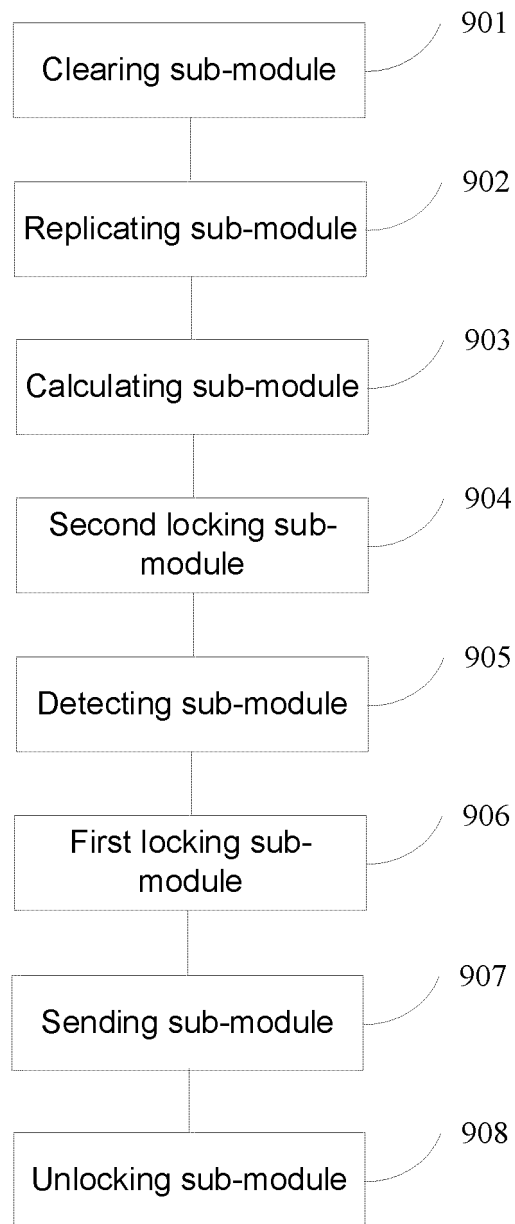 901
Clearing sub-module
902
Replicating sub-module
903
Calculating sub-module
904
Second locking sub-
module
905
Detecting sub-module
906
First locking sub-
module
907
Sending sub-module
908
Unlocking sub-module